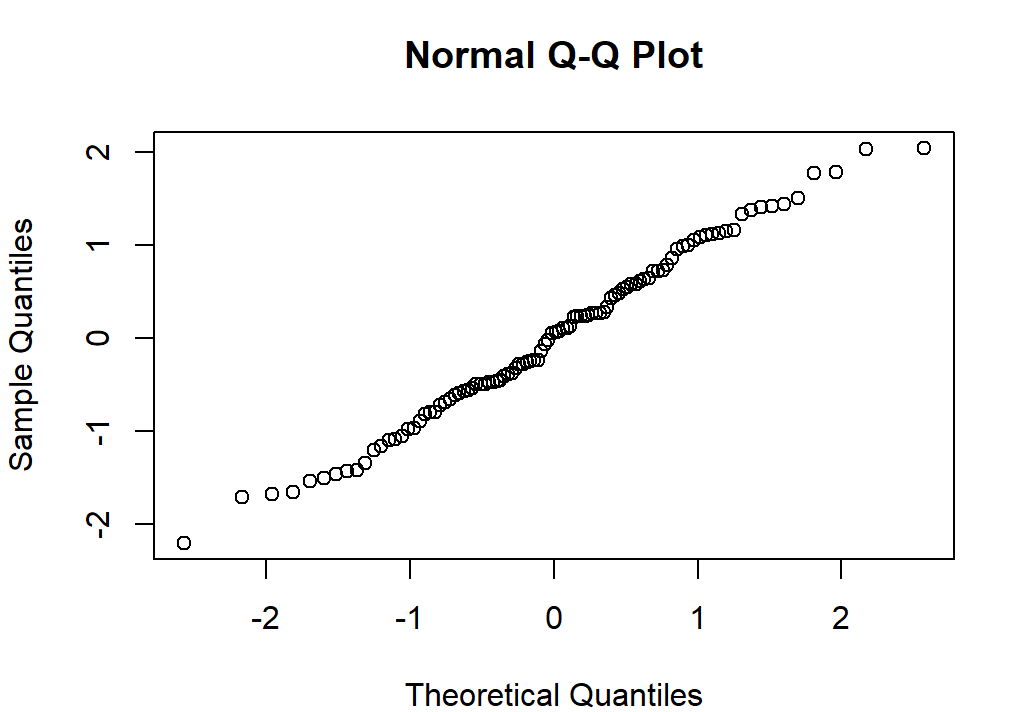 Normal Q-Q Plot
Sample Quantiles
2
1
0
-1
-2
-2 -1 0 1 2
Theoretical Quantiles